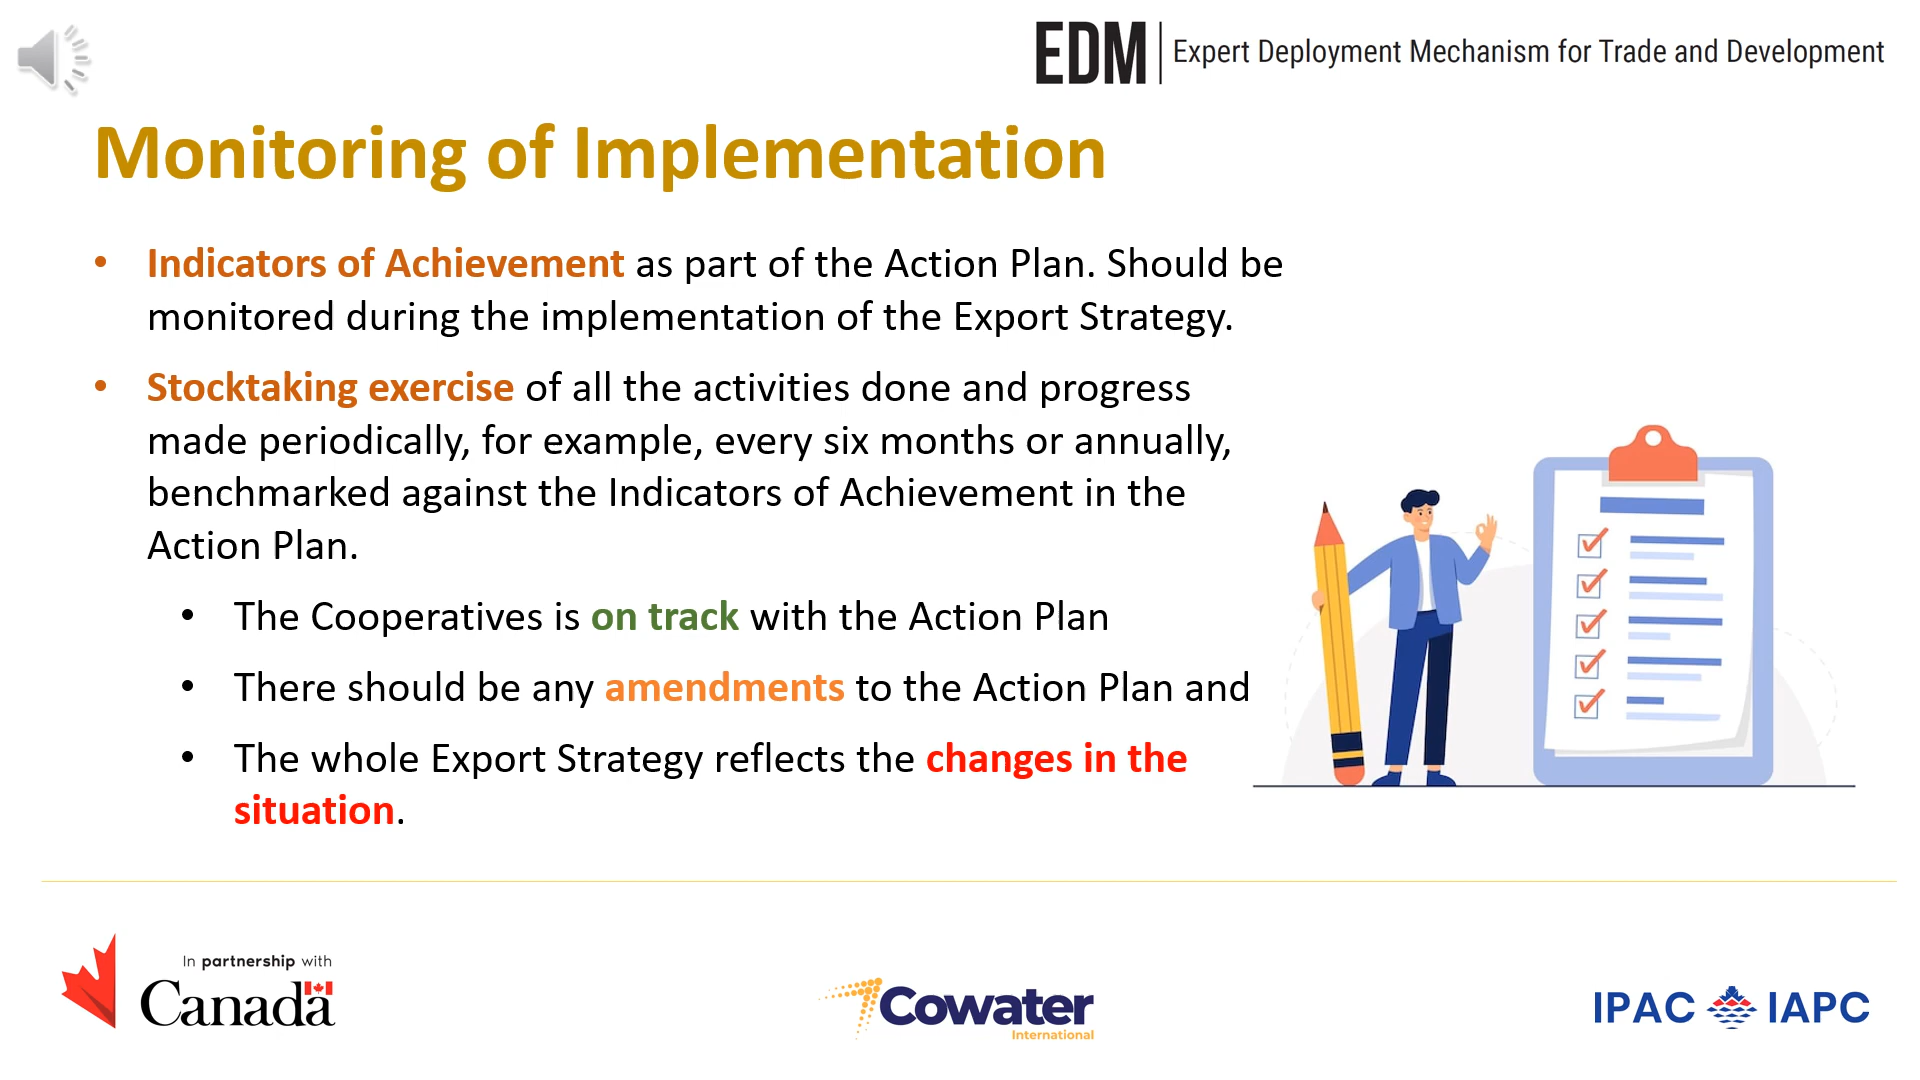 EDM | Expert Deployment Mechanism for Trade and Development
Monitoring of Implementation
• Indicators of Achievement as part of the Action Plan. Should be
monitored during the implementation of the Export Strategy.
• Stocktaking exercise of all the activities done and progress
made periodically, for example, every six months or annually,
benchmarked against the Indicators of Achievement in the
Action Plan.
• The Cooperatives is on track with the Action Plan
• There should be any amendments to the Action Plan and
• The whole Export Strategy reflects the changes in the
situation.
In partnership with
Canada
Cowater
International
IPAC IAPC